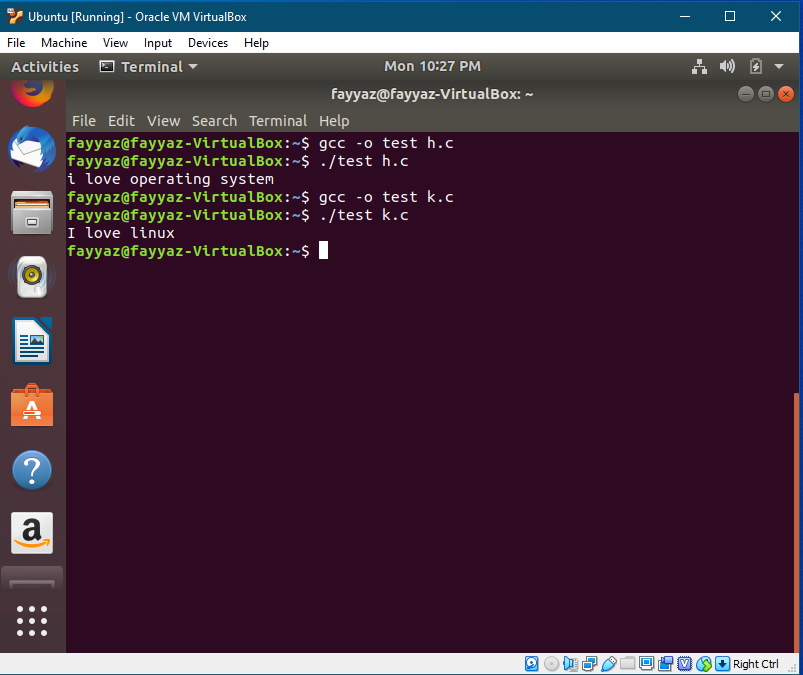 Ubuntu [Running] - Oracle VM VirtualBox
File Machine View Input Devices Help
Activities Terminal Mon 10:27 PM
fayyaz@fayyaz-VirtualBox: ~
File Edit View Search Terminal Help
fayyaz@fayyaz-VirtualBox:~$ gcc -o test h.c
fayyaz@fayyaz-VirtualBox:~$ ./test h.c
i love operating system
fayyaz@fayyaz-VirtualBox:~$ gcc -o test k.c
fayyaz@fayyaz-VirtualBox:~$ ./test k.c
I love linux
fayyaz@fayyaz-VirtualBox:~$
Right Ctrl